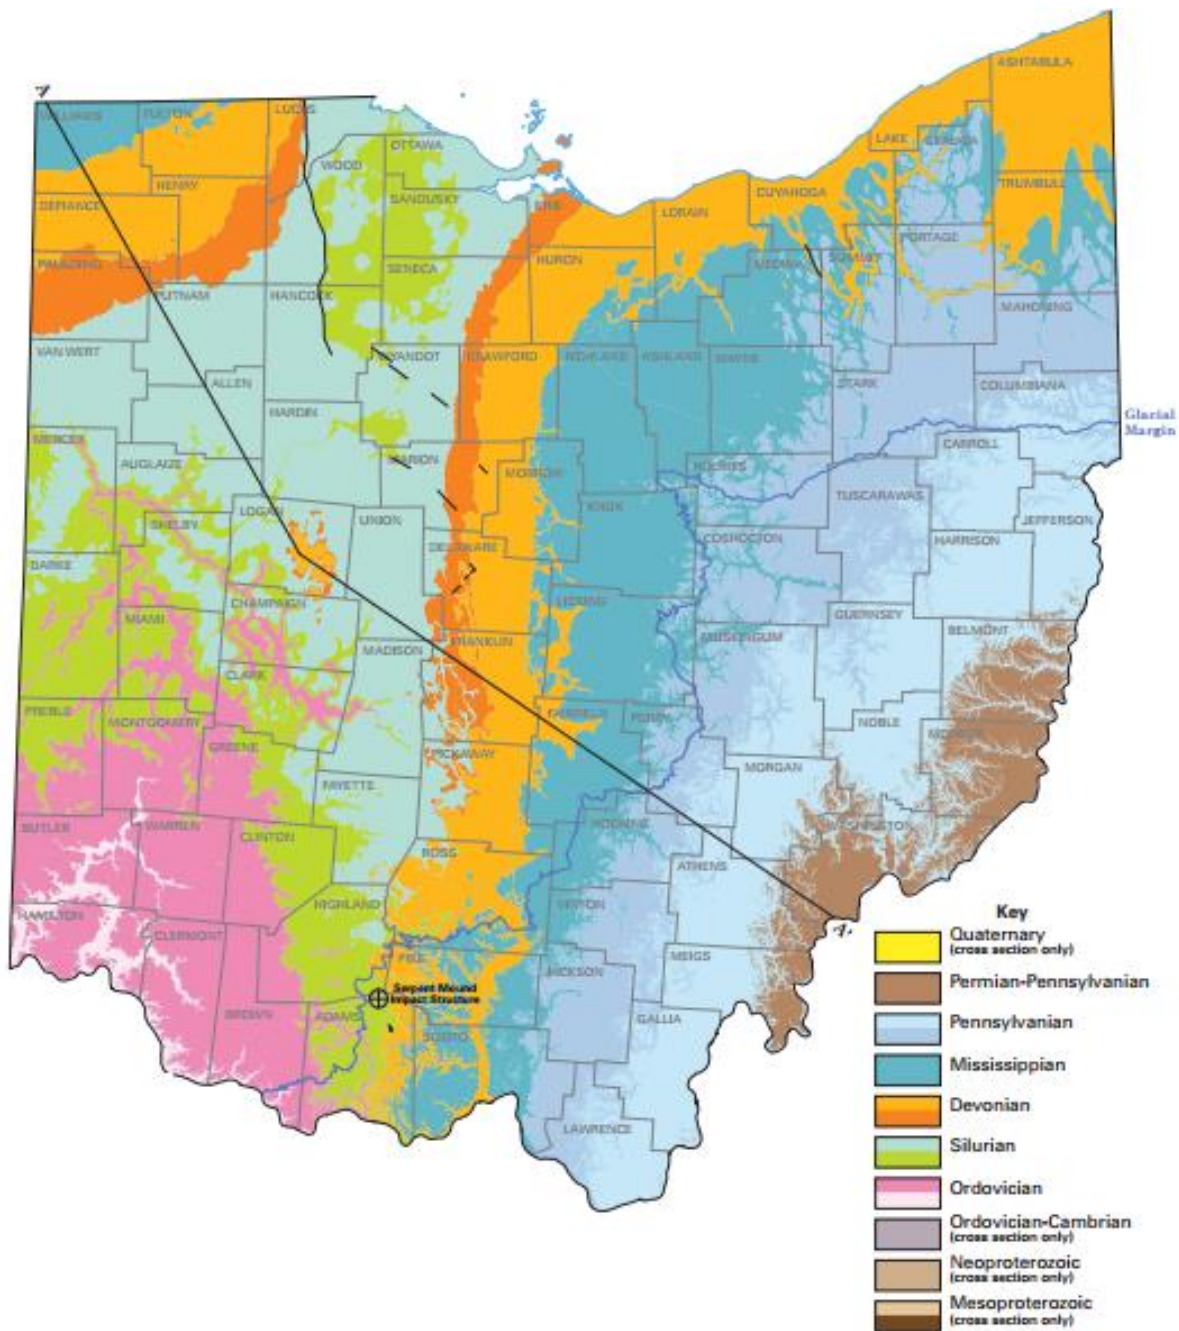 ASHTABULA
WILLIAMS
FULTON
LUCAS
LAKE
GEAUGA
OTTAWA
WOOD
TRUMBULL
HENRY
CUYAHOGA
SANDUSKY
DEFIANCE
ERIE
LORAIN
PORTAGE
PAULDING
HURON
MEDINA
SUMMIT
SENECA
PUTNAM
HANCOCK
MAHONING
VAN WERT
WYANDOT
CRAWFORD
RICHLAND
ASHLAND
WAYNE
ALLEN
STARK
COLUMBIANA
HARDIN
Glacial
Margin
MERCER
CARROLL
AUGLAIZE
MARION
MORROW
HOLMES
TUSCARAWAS
LOGAN
KNOX
SHELBY
UNION
JEFFERSON
COSHOCTON
HARRISON
DELAWARE
DARKE
CHAMPAIGN
LICKING
MIAMI
GUERNSEY
BELMONT
MUSKINGUM
FRANKLIN
MADISON
CLARK
PREBLE
MONTGOMERY
FAIRFIELD
PERRY
NOBLE
MONROE
GREENE
PICKAWAY
MORGAN
FAYETTE
BUTLER
WARREN
CLINTON
HOCKING
WASHINGTON
ROSS
ATHENS
HIGHLAND
VINTON
HAMILTON
CLERMONT
PIKE
MEIGS
JACKSON
Serpent Mound
Impact Structure
BROWN
ADAMS
GALLIA
SCIOTO
LAWRENCE
Key
Quaternary
(cross section only)
Permian-Pennsylvanian
Pennsylvanian
Mississippian
Devonian
Silurian
Ordovician
Ordovician-Cambrian
(cross section only)
Neoproterozoic
(cross section only)
Mesoproterozoic
(cross section only)